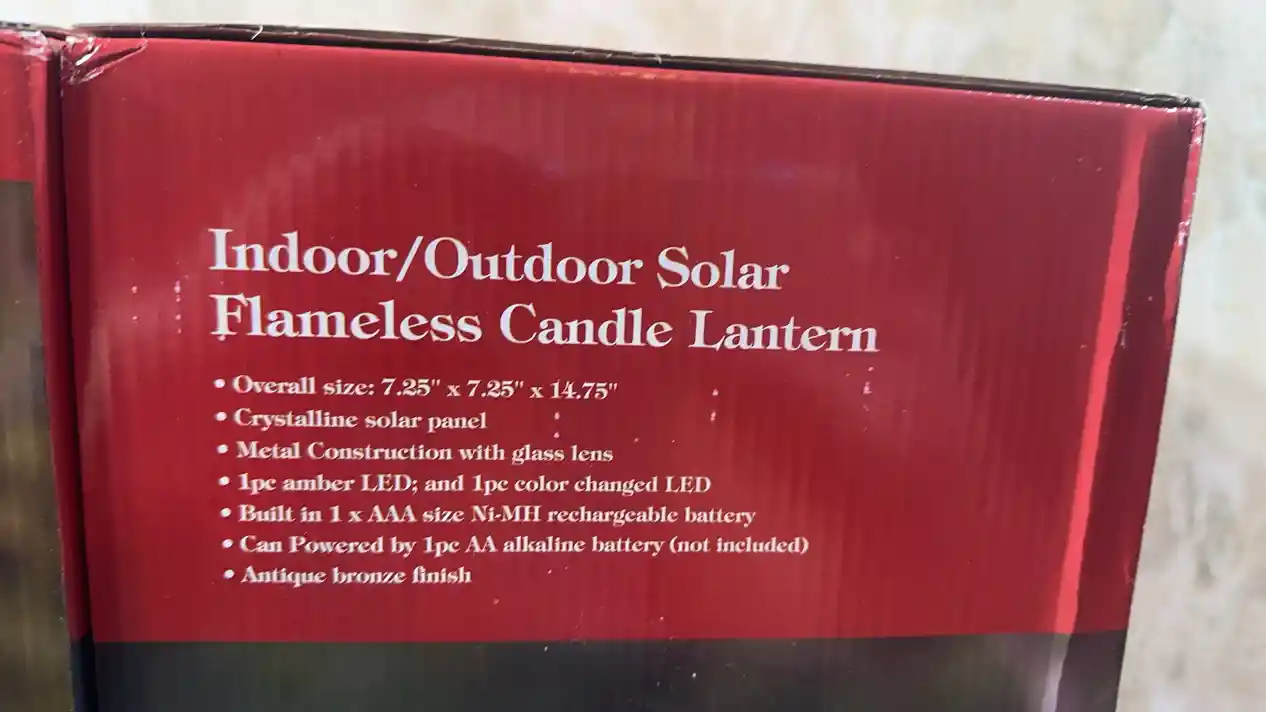 Indoor/Outdoor Solar
Flameless Candle Lantern
• Overall size: 7.25" x 7.25" x 14.75"
• Crystalline solar panel
• Metal Construction with glass lens
• 1pc amber LED; and 1pc color changed LED
• Built in 1 x AAA size Ni-MH rechargeable battery
• Can Powered by 1pc AA alkaline battery (not included)
• Antique bronze finish